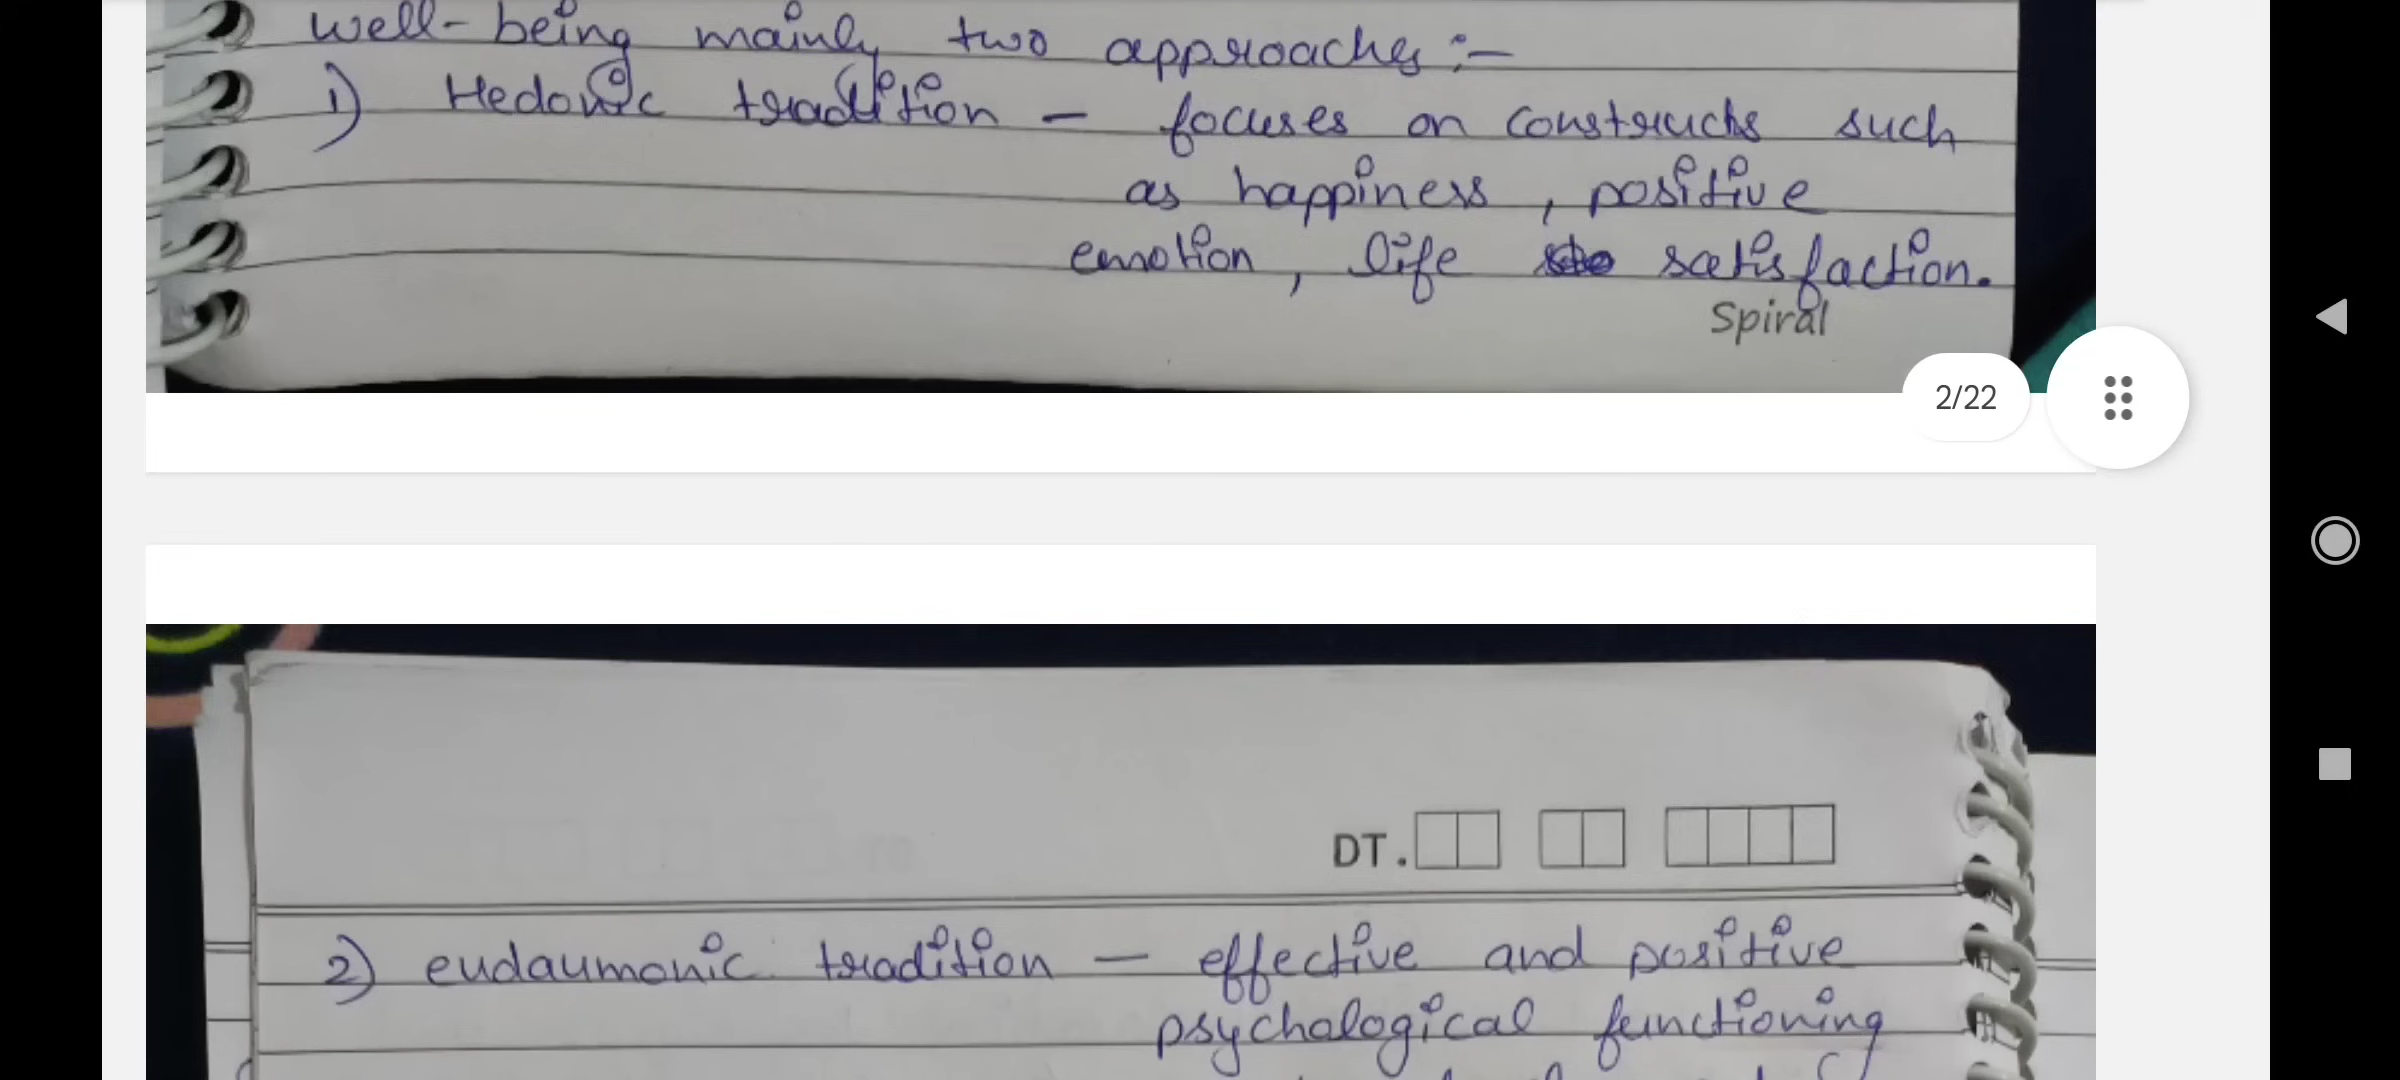 well-being mainly two approaches :-
1) Hedonic tradition - focuses on constructs such
as happiness, positive
emotion, life satisfaction.
Spiral
2/22
DT.
2) eudaumonic tradition - effective and positive
psychological functioning